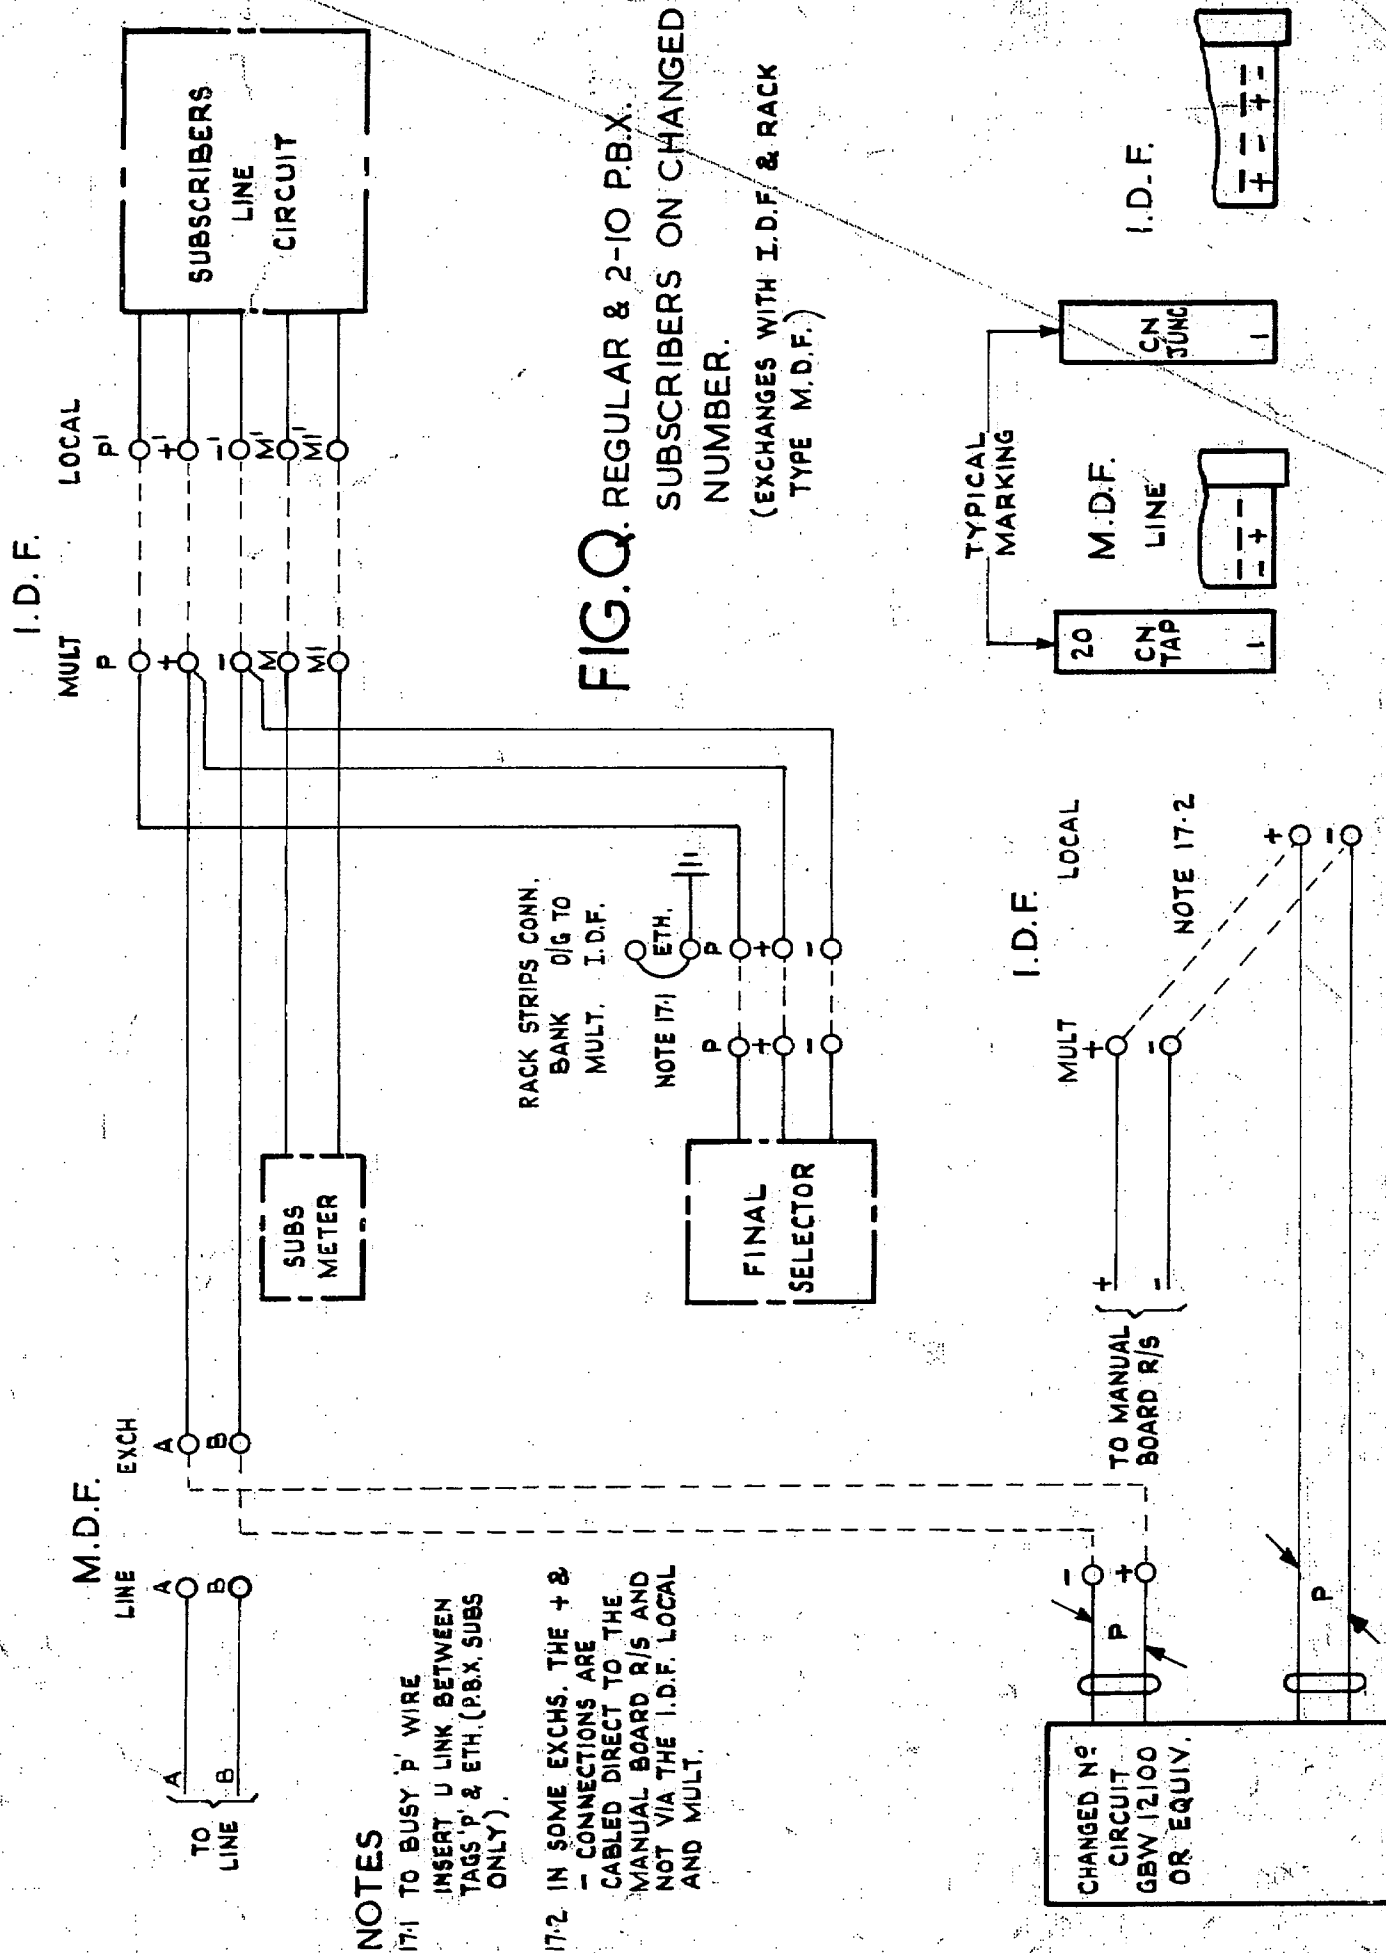 I.D.F.
MULT
LOCAL
P
+
-
M
M1
P'
+'
-'
M'
M1'
SUBSCRIBERS
LINE
CIRCUIT
M.D.F.
LINE
EXCH
A
B
A
B
TO
LINE
A
B
SUBS
METER
FINAL
SELECTOR
RACK STRIPS CONN.
BANK O/G TO
MULT. I.D.F.
NOTE 17.1
ETH.
P
+
-
P
+
-
FIG.Q. REGULAR & 2-10 P.B.X.
SUBSCRIBERS ON CHANGED
NUMBER.
(EXCHANGES WITH I.D.F. & RACK
TYPE M.D.F.)
NOTES
17.1 TO BUSY 'P' WIRE
INSERT U LINK BETWEEN
TAGS 'P' & ETH. (P.B.X. SUBS
ONLY).
17.2 IN SOME EXCHS. THE + &
- CONNECTIONS ARE
CABLED DIRECT TO THE
MANUAL BOARD R/S AND
NOT VIA THE I.D.F. LOCAL
AND MULT.
CHANGED Nº
CIRCUIT
GBW 12100
OR EQUIV.
-
+
P
P
TO MANUAL
BOARD R/S
+
-
I.D.F.
MULT
LOCAL
+
-
NOTE 17.2
+
-
TYPICAL
MARKING
20
CN
TAP
1
M.D.F.
LINE
- + -
CN
JUNC
1
I.D.F.
+ - + -